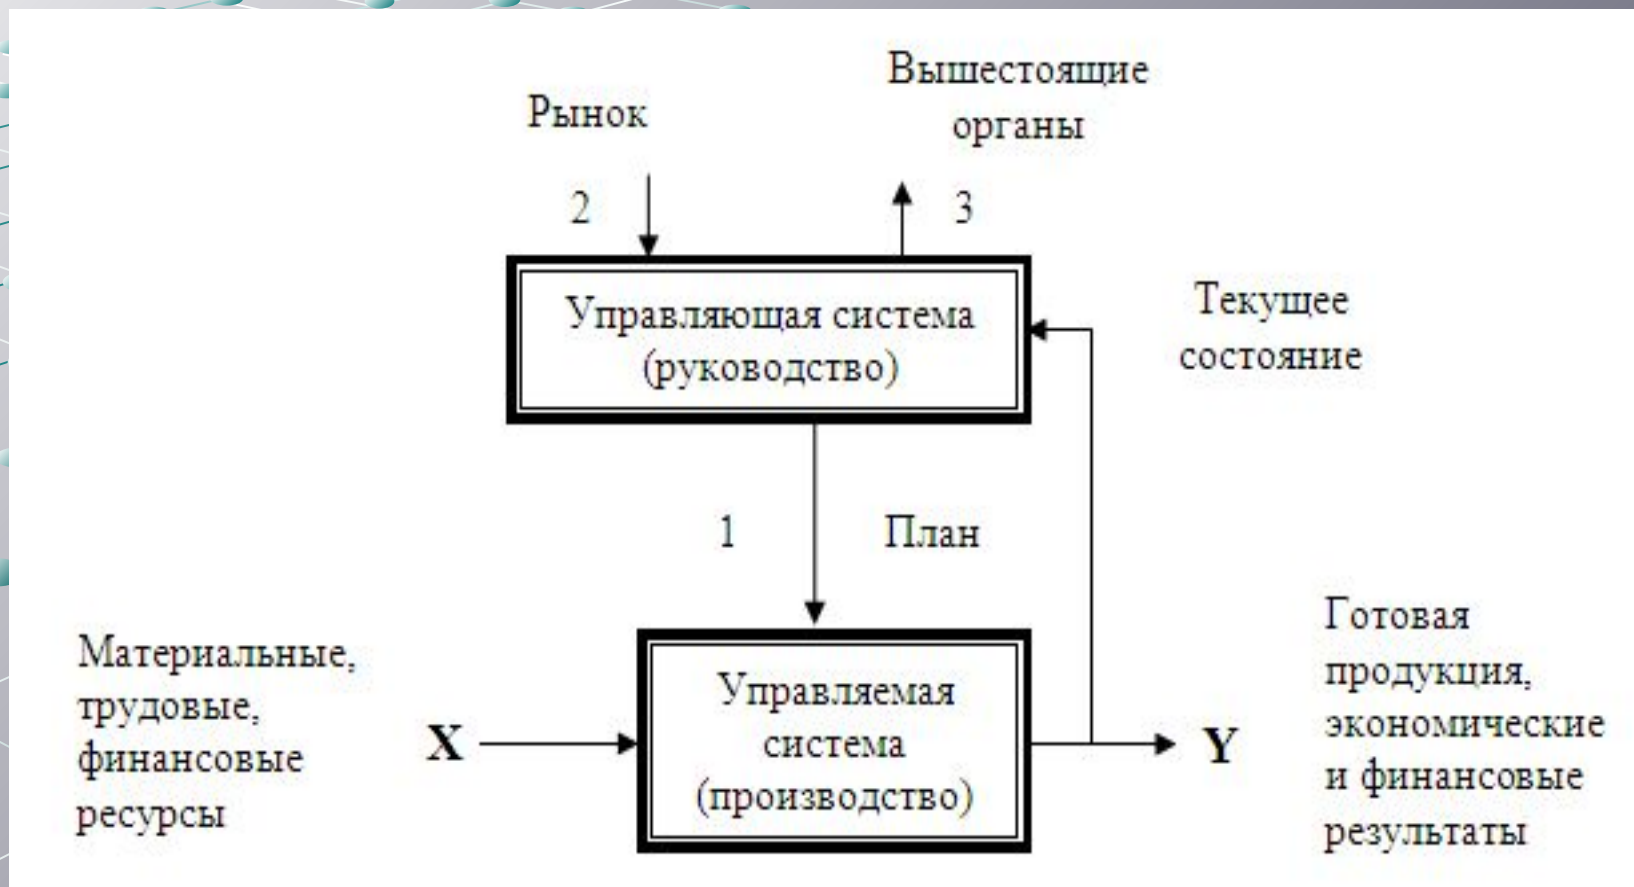 Рынок
Вышестоящие
органы
2
3
Управляющая система
(руководство)
Текущее
состояние
1
План
Материальные,
трудовые,
финансовые
ресурсы
X
Управляемая
система
(производство)
Y
Готовая
продукция,
экономические
и финансовые
результаты